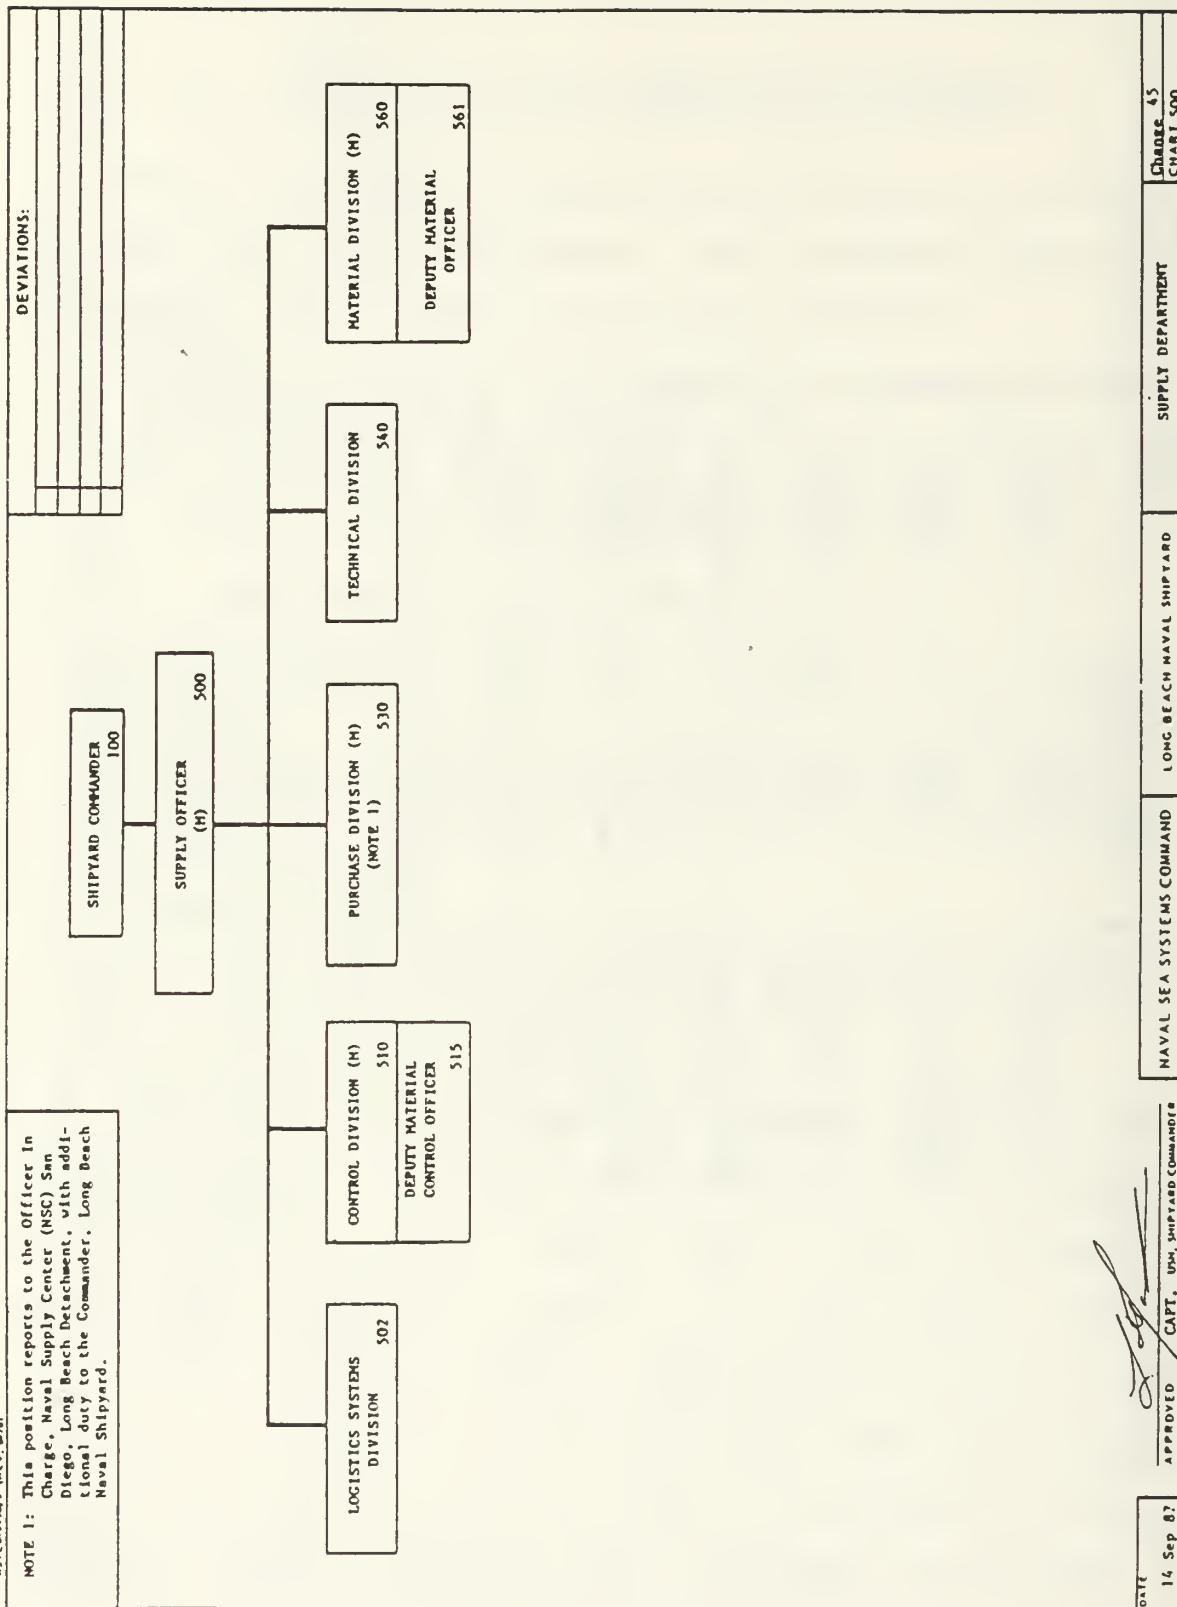 NOTE 1: This position reports to the Officer In
Charge, Naval Supply Center (NSC) San
Diego, Long Beach Detachment, with addi-
tional duty to the Commander, Long Beach
Naval Shipyard.
DEVIATIONS:
SHIPYARD COMMANDER
100
SUPPLY OFFICER
(M)
500
LOGISTICS SYSTEMS
DIVISION
502
CONTROL DIVISION (M)
510
DEPUTY MATERIAL
CONTROL OFFICER
515
PURCHASE DIVISION (M)
(NOTE 1)
530
TECHNICAL DIVISION
540
MATERIAL DIVISION (M)
560
DEPUTY MATERIAL
OFFICER
561
DATE
14 Sep 87
APPROVED CAPT, USN, SHIPYARD COMMANDER
NAVAL SEA SYSTEMS COMMAND
LONG BEACH NAVAL SHIPYARD
SUPPLY DEPARTMENT
Change 45
CHART 500